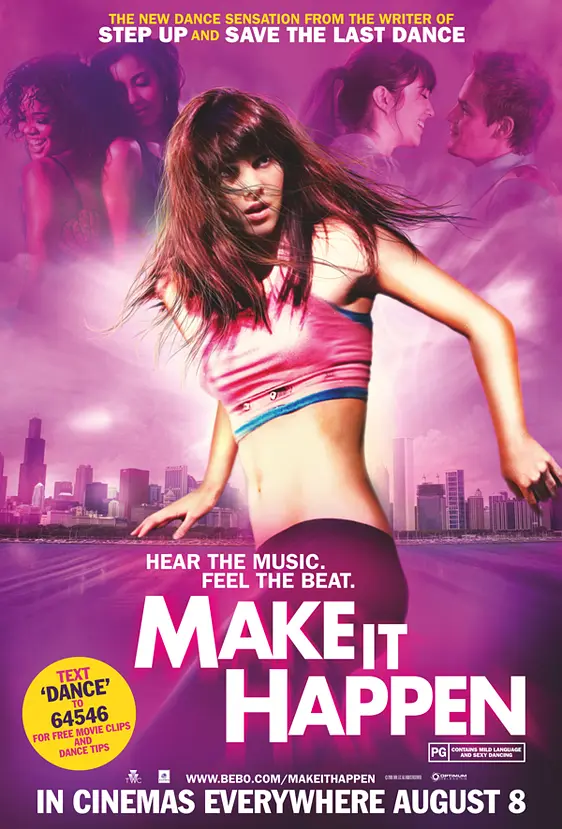 THE NEW DANCE SENSATION FROM THE WRITER OF
STEP UP AND SAVE THE LAST DANCE
HEAR THE MUSIC.
FEEL THE BEAT.
MAKE IT
HAPPEN
TEXT
'DANCE'
TO
64546
FOR FREE MOVIE CLIPS
AND
DANCE TIPS
PG CONTAINS MILD LANGUAGE
AND SEXY DANCING
TWC WWW.BEBO.COM/MAKEITHAPPEN OPTIMUM
IN CINEMAS EVERYWHERE AUGUST 8